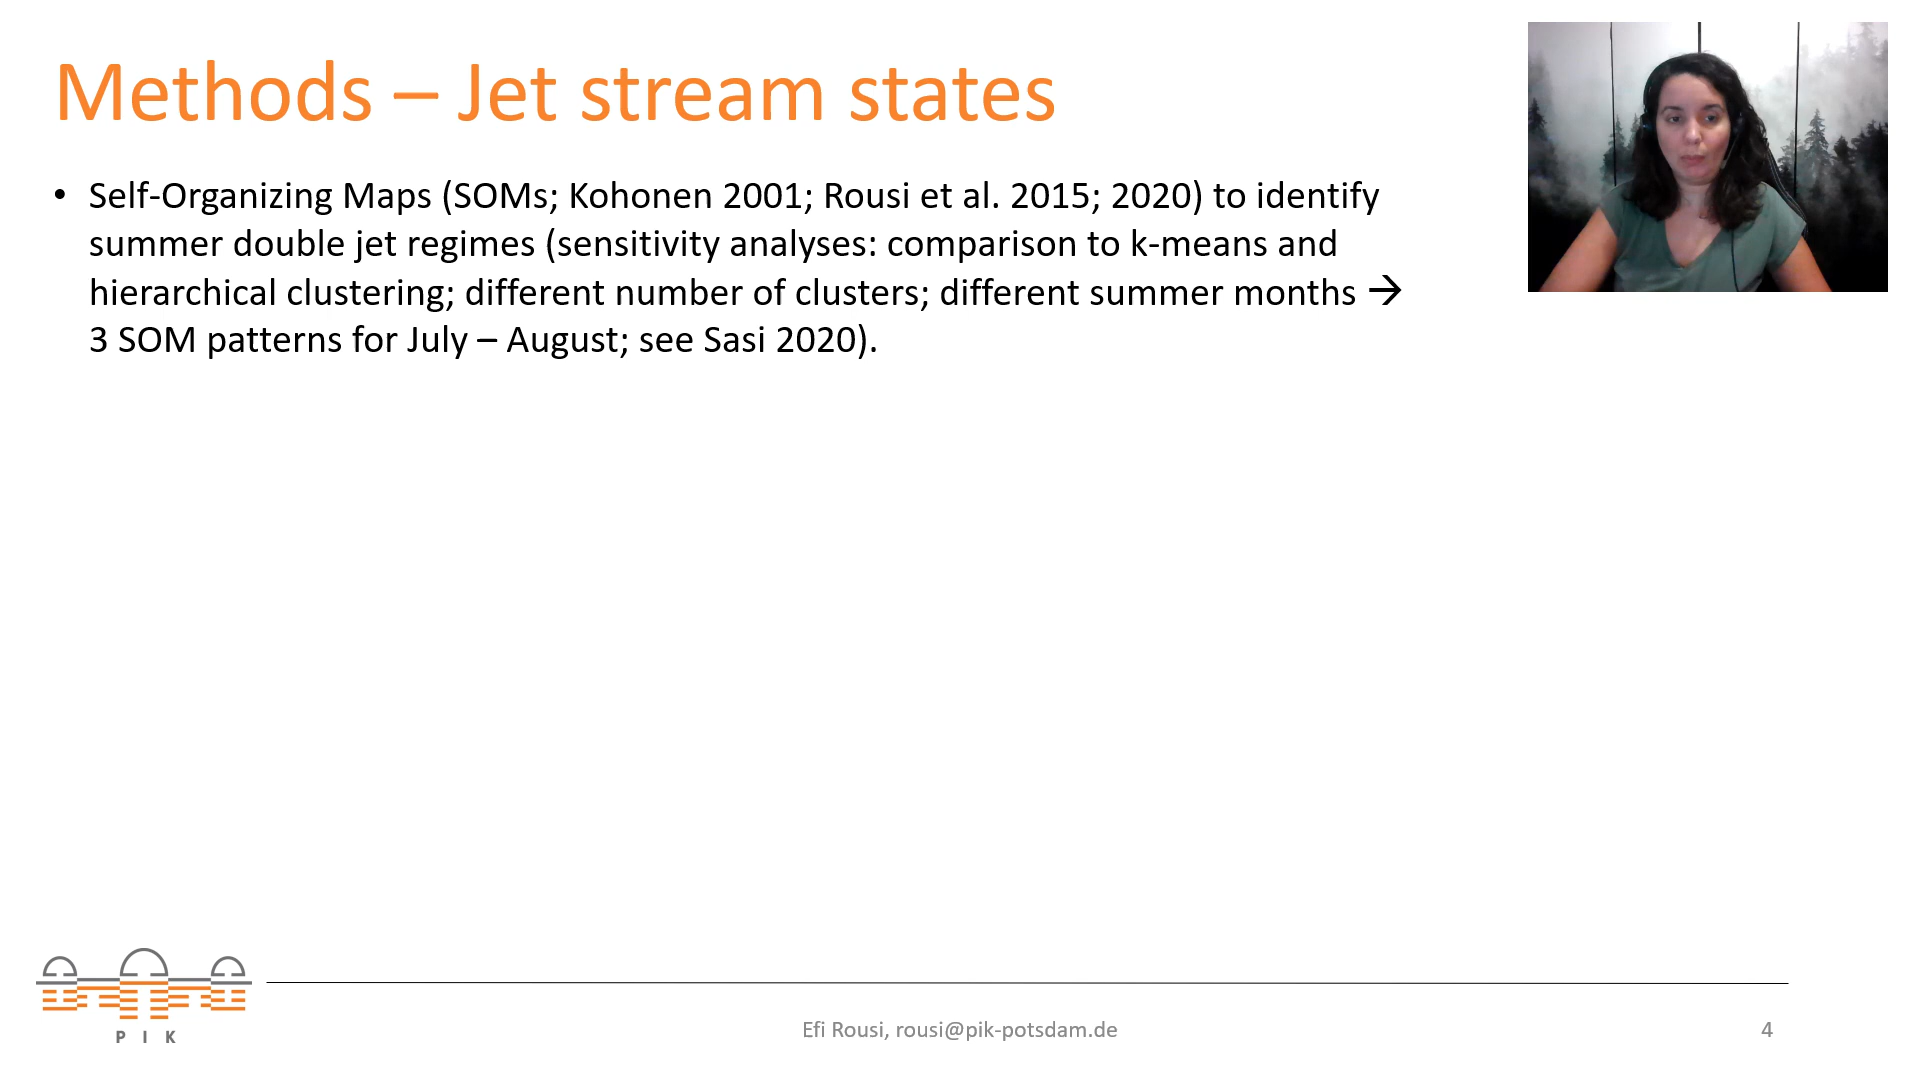 Methods – Jet stream states
• Self-Organizing Maps (SOMs; Kohonen 2001; Rousi et al. 2015; 2020) to identify
summer double jet regimes (sensitivity analyses: comparison to k-means and
hierarchical clustering; different number of clusters; different summer months →
3 SOM patterns for July – August; see Sasi 2020).
P I K
Efi Rousi, rousi@pik-potsdam.de
4